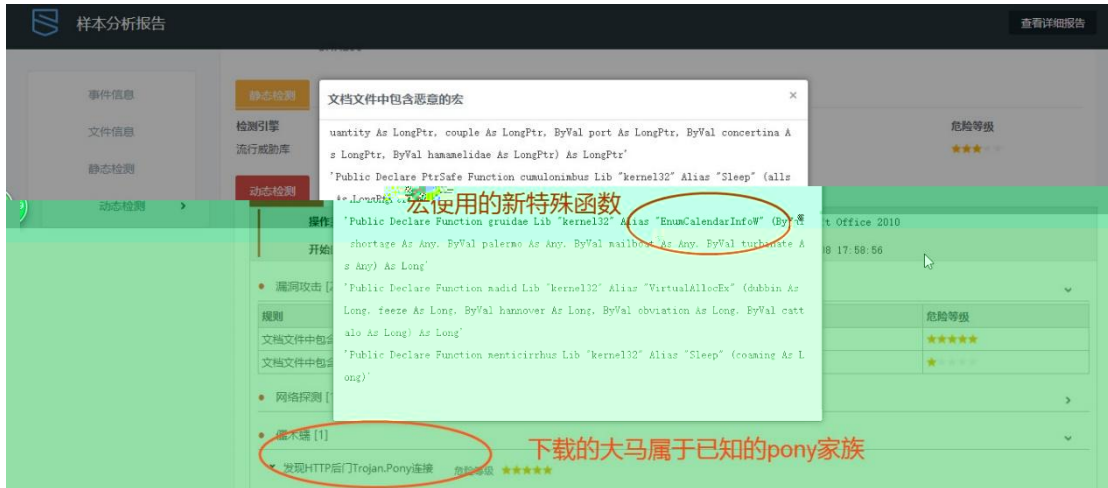 样本分析报告
查看详细报告
事件信息
文件信息
静态检测
动态检测
静态检测
检测引擎
流行威胁库
动态检测
危险等级
文档文件中包含恶意的宏
×
uantity As LongPtr, couple As LongPtr, ByVal port As LongPtr, ByVal concertina A
s LongPtr, ByVal hamamelidae As LongPtr) As LongPtr'
'Public Declare PtrSafe Function cumulonimbus Lib "kernel32" Alias "Sleep" (alls
宏使用的新特殊函数
'Public Declare Function gruidae Lib "kernel32" Alias "EnumCalendarInfoW" (ByVal
shortage As Any, ByVal palermo As Any, ByVal mailbost As Any, ByVal turbinate A
s Any) As Long'
'Public Declare Function madid Lib "kernel32" Alias "VirtualAllocEx" (dubbin As
Long, feeze As Long, ByVal hannover As Long, ByVal obviation As Long, ByVal catt
alo As Long) As Long'
'Public Declare Function menticirrhus Lib "kernel32" Alias "Sleep" (coaming As L
ong)'
操作
t Office 2010
开始
08 17:58:56
漏洞攻击
规则
危险等级
文档文件中包含
文档文件中包含
网络探测
僵木蠕 [1]
下载的大马属于已知的pony家族
发现HTTP后门Trojan.Pony连接
危险等级